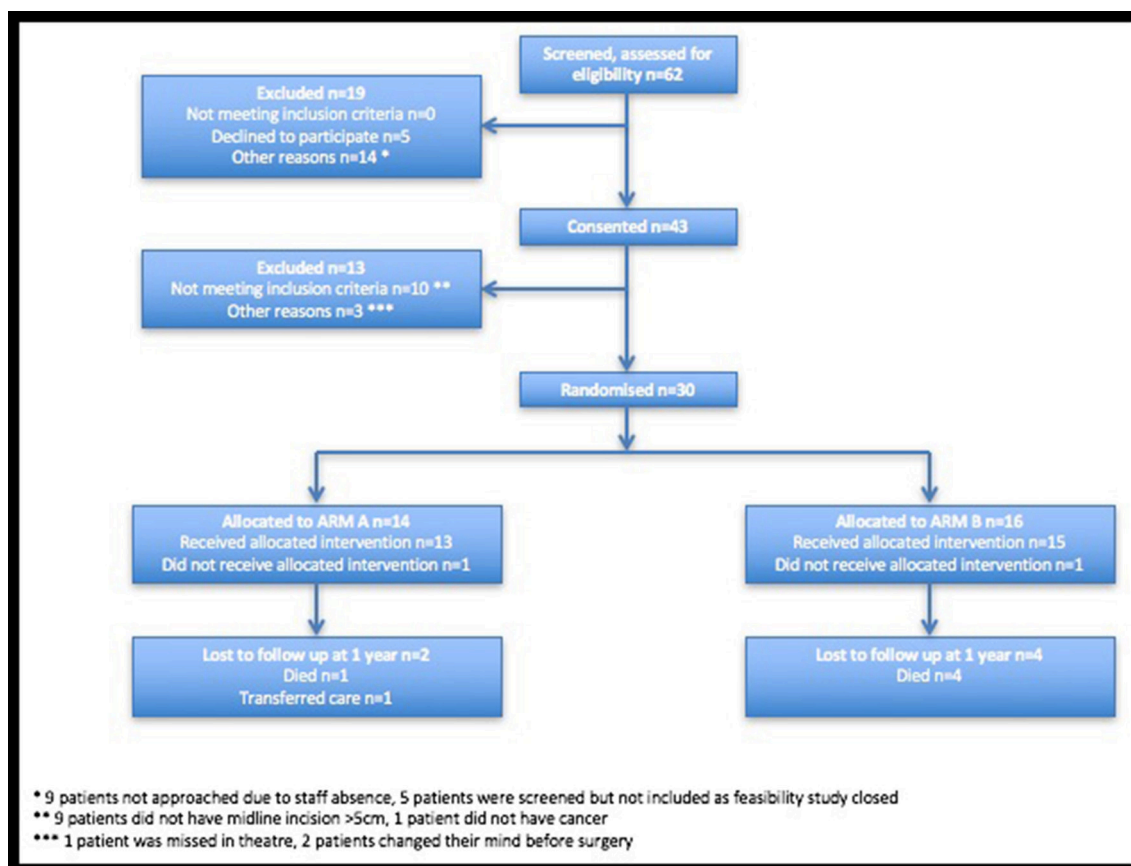 Screened, assessed for
eligibility n=62
Excluded n=19
Not meeting inclusion criteria n=0
Declined to participate n=5
Other reasons n=14 *
Consented n=43
Excluded n=13
Not meeting inclusion criteria n=10 **
Other reasons n=3 ***
Randomised n=30
Allocated to ARM A n=14
Received allocated intervention n=13
Did not receive allocated intervention n=1
Allocated to ARM B n=16
Received allocated intervention n=15
Did not receive allocated intervention n=1
Lost to follow up at 1 year n=2
Died n=1
Transferred care n=1
Lost to follow up at 1 year n=4
Died n=4
* 9 patients not approached due to staff absence, 5 patients were screened but not included as feasibility study closed
** 9 patients did not have midline incision >5cm, 1 patient did not have cancer
*** 1 patient was missed in theatre, 2 patients changed their mind before surgery